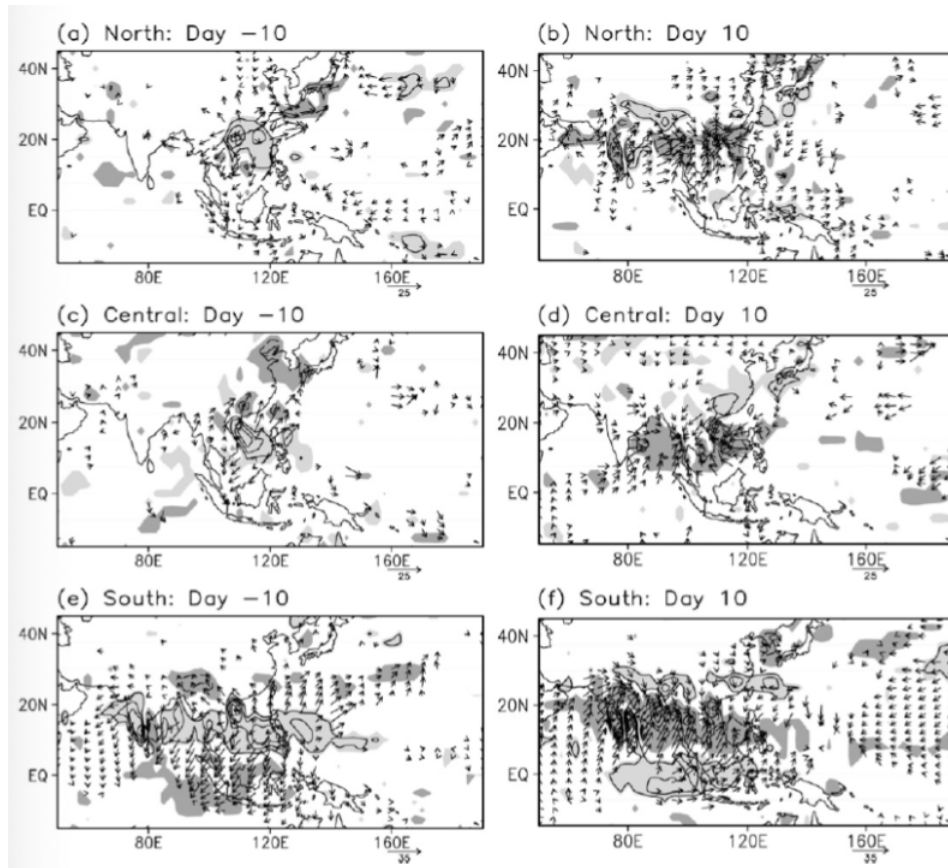 (a) North: Day −10
40N
20N
EQ
80E 120E 160E
25
(b) North: Day 10
40N
20N
EQ
80E 120E 160E
25
(c) Central: Day −10
40N
20N
EQ
80E 120E 160E
25
(d) Central: Day 10
40N
20N
EQ
80E 120E 160E
25
(e) South: Day −10
40N
20N
EQ
80E 120E 160E
(f) South: Day 10
40N
20N
EQ
80E 120E 160E